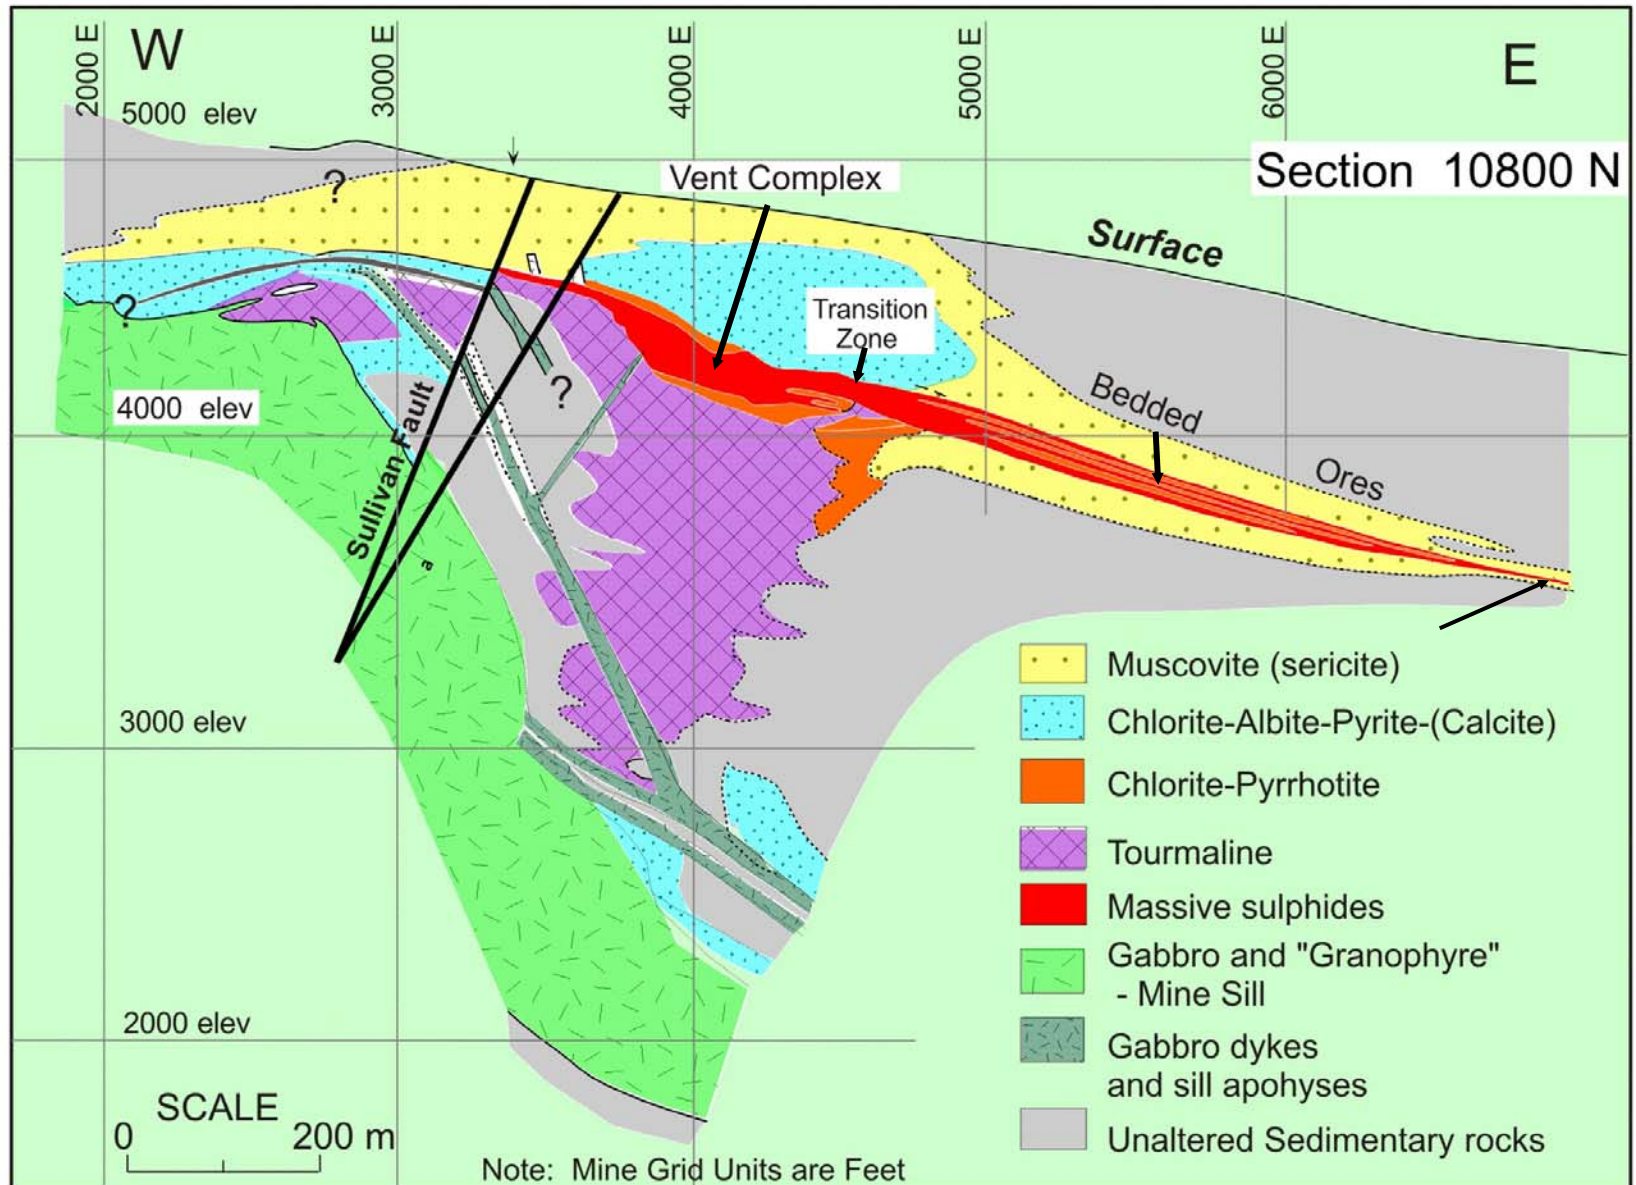 2000 E
3000 E
4000 E
5000 E
6000 E
W
E
5000 elev
Section 10800 N
?
Vent Complex
Surface
Transition
Zone
?
?
Bedded
4000 elev
Ores
Sullivan Fault
a
3000 elev
2000 elev
Muscovite (sericite)
Chlorite-Albite-Pyrite-(Calcite)
Chlorite-Pyrrhotite
Tourmaline
Massive sulphides
Gabbro and "Granophyre"
- Mine Sill
Gabbro dykes
and sill apohyses
Unaltered Sedimentary rocks
SCALE
0 200 m
Note: Mine Grid Units are Feet